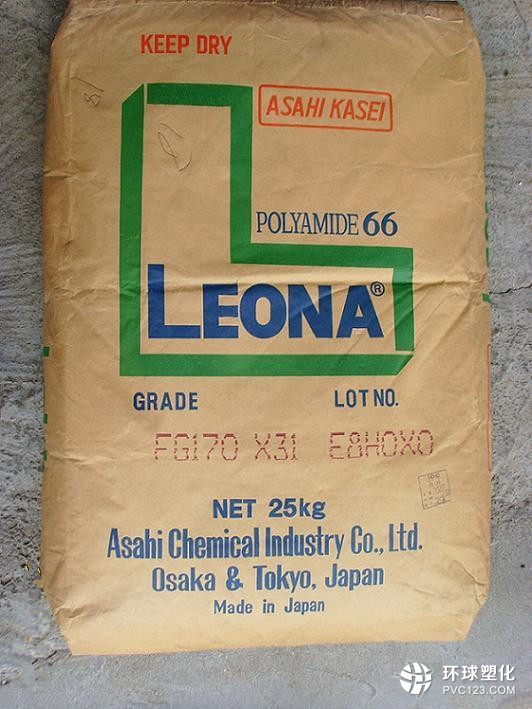 KEEP DRY
ASAHI KASEI
POLYAMIDE 66
LEONA®
GRADE LOT NO.
FG170 X31 E8H0X0
NET 25kg
Asahi Chemical Industry Co., Ltd.
Osaka & Tokyo, Japan
Made in Japan
环球塑化
PVC123.COM